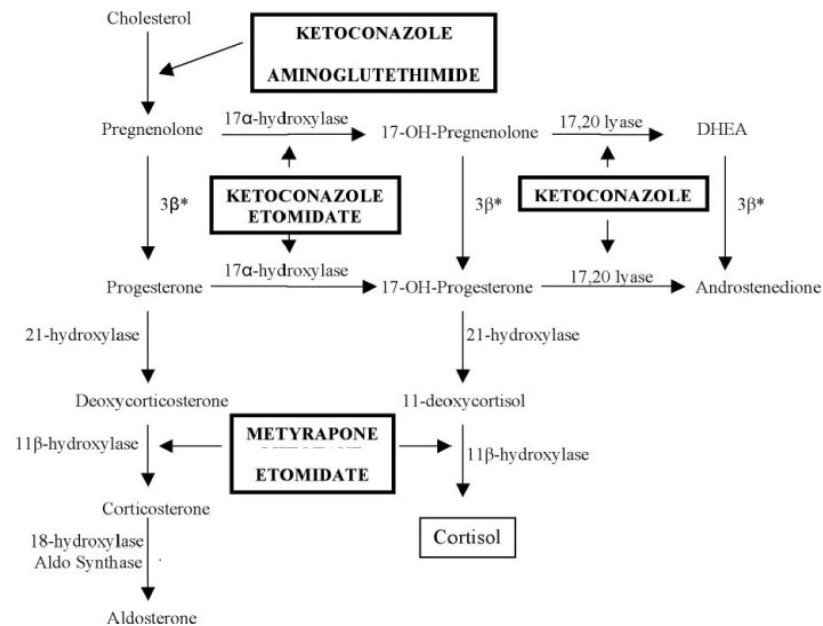 Cholesterol
KETOCONAZOLE
AMINOGLUTETHIMIDE
Pregnenolone
17α-hydroxylase
17-OH-Pregnenolone
17,20 lyase
DHEA
3β*
KETOCONAZOLE
ETOMIDATE
3β*
KETOCONAZOLE
3β*
Progesterone
17α-hydroxylase
17-OH-Progesterone
17,20 lyase
Androstenedione
21-hydroxylase
21-hydroxylase
Deoxycorticosterone
11-deoxycortisol
11β-hydroxylase
METYRAPONE
ETOMIDATE
11β-hydroxylase
Corticosterone
Cortisol
18-hydroxylase
Aldo Synthase
Aldosterone